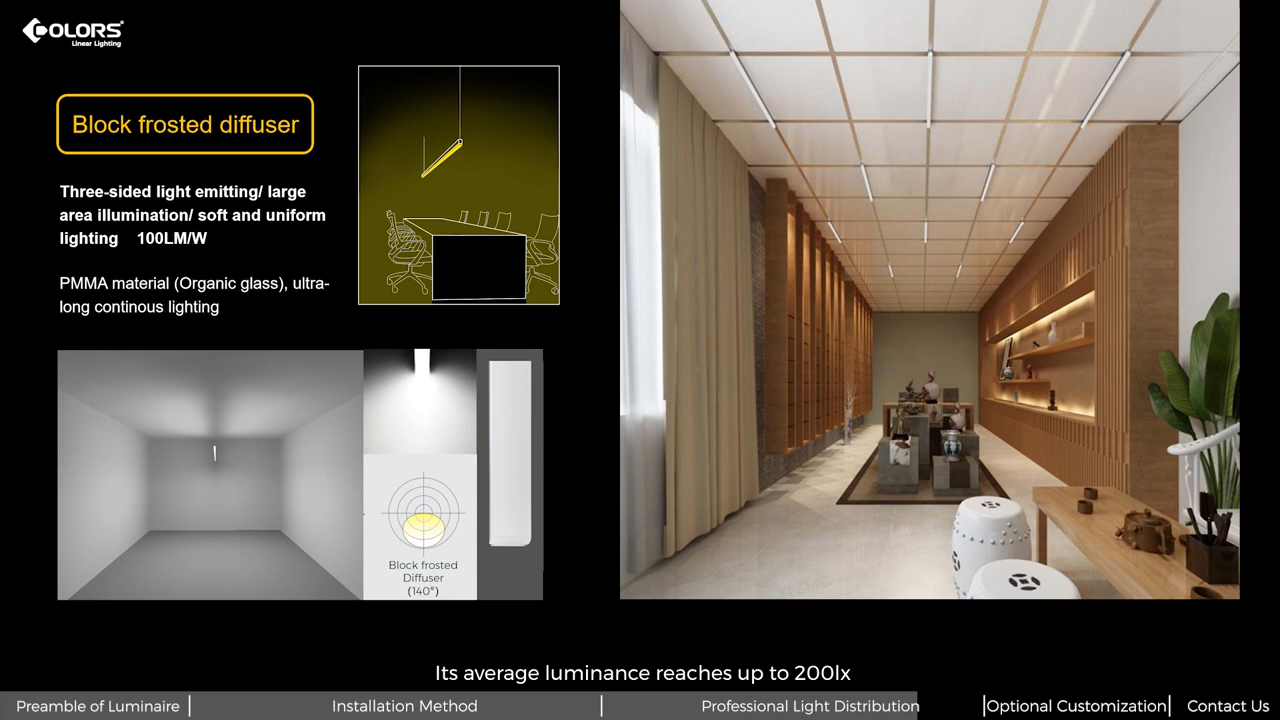 COLORS®
Linear Lighting
Block frosted diffuser
Three-sided light emitting/ large
area illumination/ soft and uniform
lighting 100LM/W
PMMA material (Organic glass), ultra-
long continous lighting
Block frosted
Diffuser
(140°)
Its average luminance reaches up to 200lx
Preamble of Luminaire
Installation Method
Professional Light Distribution
Optional Customization
Contact Us